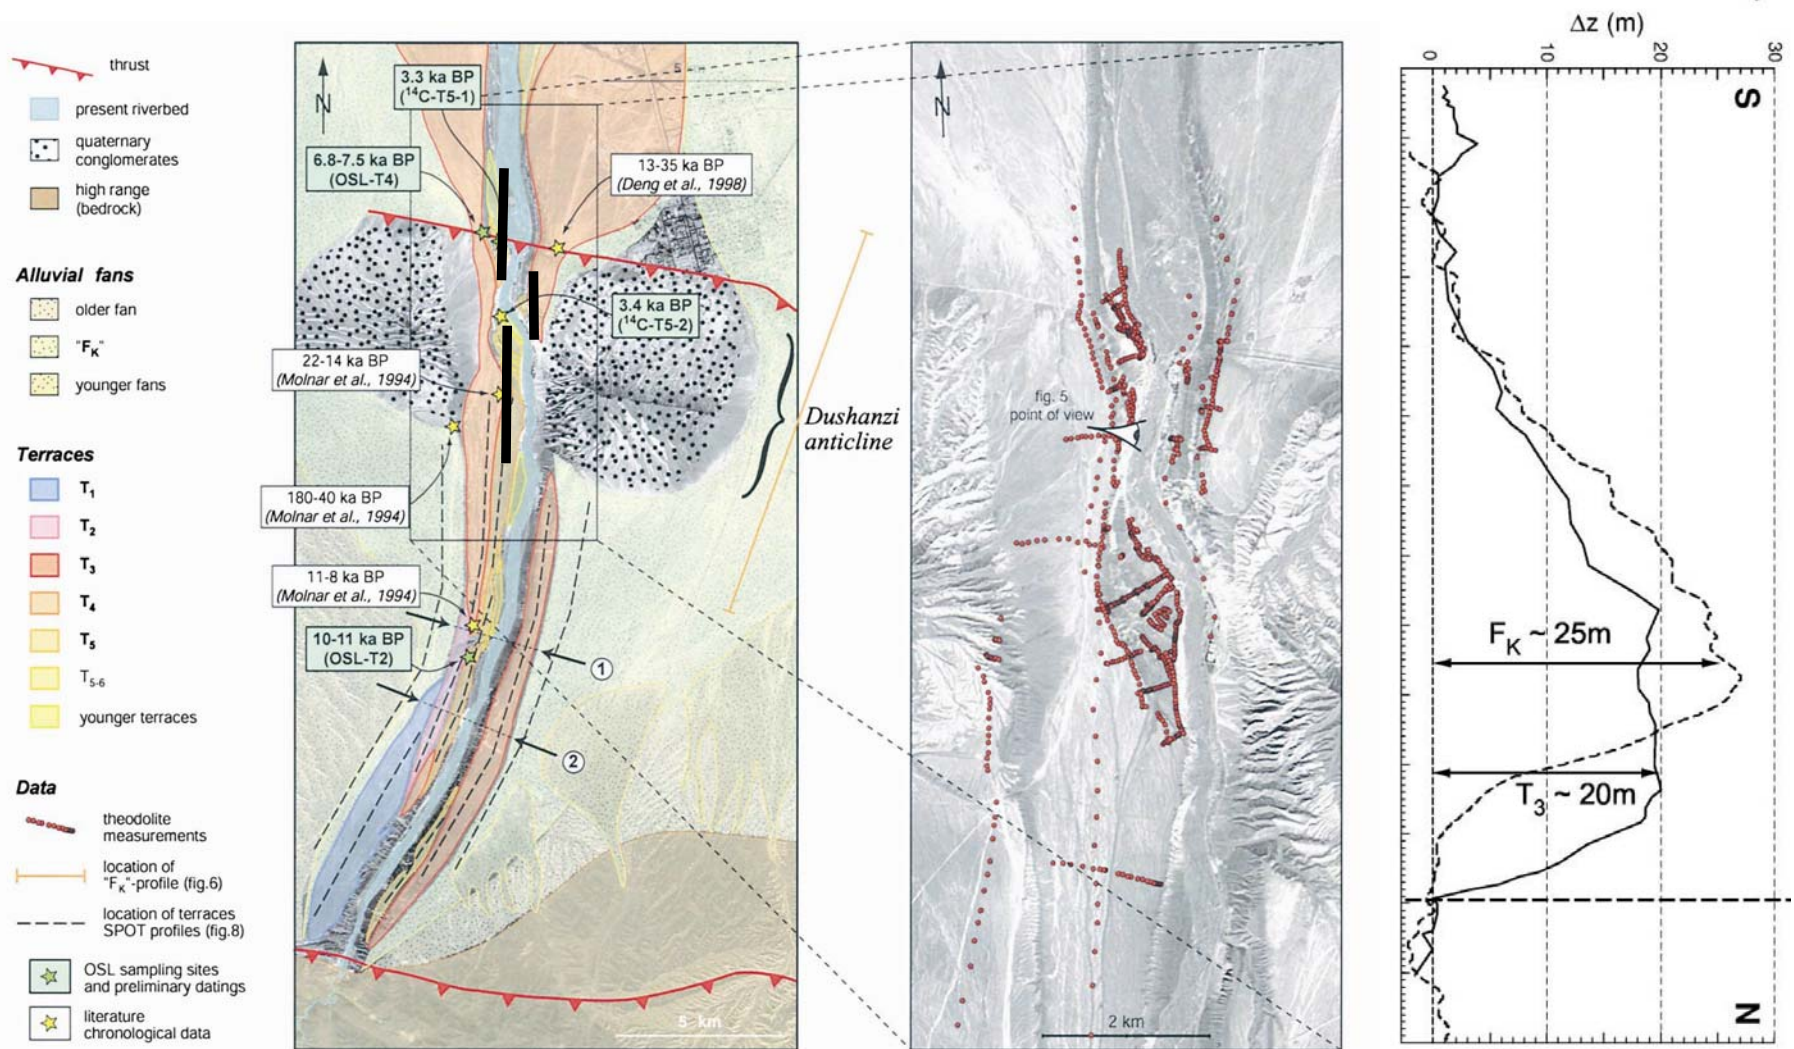 thrust
present riverbed
quaternary
conglomerates
high range
(bedrock)
Alluvial fans
older fan
"FK"
younger fans
Terraces
T1
T2
T3
T4
T5
T5-6
younger terraces
Data
theodolite
measurements
location of
"FK"-profile (fig.6)
location of terraces
SPOT profiles (fig.8)
OSL sampling sites
and preliminary datings
literature
chronological data
N
3.3 ka BP
(14C-T5-1)
6.8-7.5 ka BP
(OSL-T4)
13-35 ka BP
(Deng et al., 1998)
3.4 ka BP
(14C-T5-2)
22-14 ka BP
(Molnar et al., 1994)
180-40 ka BP
(Molnar et al., 1994)
11-8 ka BP
(Molnar et al., 1994)
10-11 ka BP
(OSL-T2)
1
2
5 km
Dushanzi
anticline
N
fig. 5
point of view
2 km
Δz (m)
0 10 20 30
S
FK ~ 25m
T3 ~ 20m
N